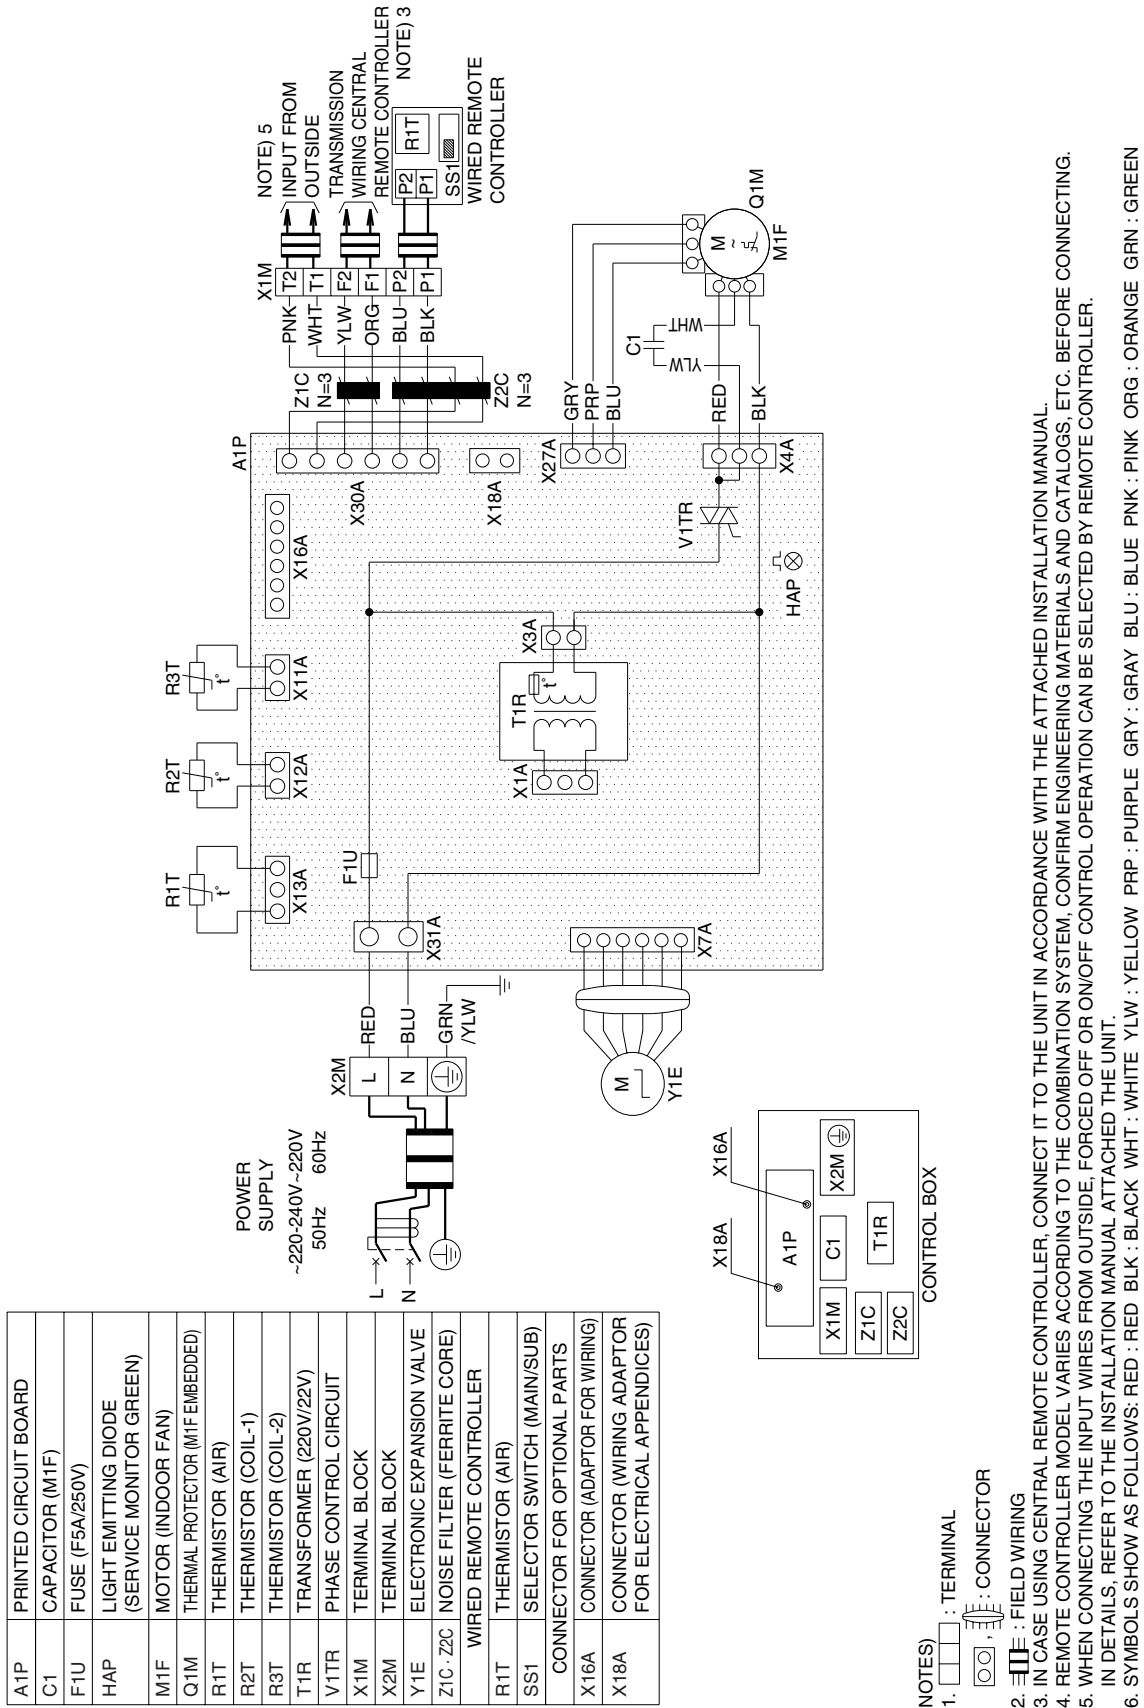 A1P PRINTED CIRCUIT BOARD
C1 CAPACITOR (M1F)
F1U FUSE (F5A/250V)
HAP LIGHT EMITTING DIODE
(SERVICE MONITOR GREEN)
M1F MOTOR (INDOOR FAN)
Q1M THERMAL PROTECTOR (M1F EMBEDDED)
R1T THERMISTOR (AIR)
R2T THERMISTOR (COIL-1)
R3T THERMISTOR (COIL-2)
T1R TRANSFORMER (220V/22V)
V1TR PHASE CONTROL CIRCUIT
X1M TERMINAL BLOCK
X2M TERMINAL BLOCK
Y1E ELECTRONIC EXPANSION VALVE
Z1C · Z2C NOISE FILTER (FERRITE CORE)
WIRED REMOTE CONTROLLER
R1T THERMISTOR (AIR)
SS1 SELECTOR SWITCH (MAIN/SUB)
CONNECTOR FOR OPTIONAL PARTS
X16A CONNECTOR (ADAPTOR FOR WIRING)
X18A CONNECTOR (WIRING ADAPTOR
FOR ELECTRICAL APPENDICES)
POWER
SUPPLY
~220-240V~220V
50Hz 60Hz
L
N
X2M
L
N
RED
BLU
GRN
/YLW
R1T
t°
X13A
R2T
t°
X12A
R3T
t°
X11A
X16A
A1P
X31A
F1U
X30A
X18A
Z1C
N=3
Z2C
N=3
PNK
WHT
YLW
ORG
BLU
BLK
X1M
T2
T1
F2
F1
P2
P1
NOTE) 5
INPUT FROM
OUTSIDE
TRANSMISSION
WIRING CENTRAL
REMOTE CONTROLLER
NOTE) 3
P2
P1
R1T
SS1
WIRED REMOTE
CONTROLLER
X1A
T1R
t°
X3A
X27A
GRY
PRP
BLU
V1TR
X4A
RED
BLK
C1
YLW
WHT
M
~
Q1M
M1F
HAP
X7A
M
Y1E
X18A
X16A
A1P
X1M
C1
X2M
Z1C
Z2C
T1R
CONTROL BOX
NOTES)
1. : TERMINAL
, : CONNECTOR
2. : FIELD WIRING
3. IN CASE USING CENTRAL REMOTE CONTROLLER, CONNECT IT TO THE UNIT IN ACCORDANCE WITH THE ATTACHED INSTALLATION MANUAL.
4. REMOTE CONTROLLER MODEL VARIES ACCORDING TO THE COMBINATION SYSTEM, CONFIRM ENGINEERING MATERIALS AND CATALOGS, ETC. BEFORE CONNECTING.
5. WHEN CONNECTING THE INPUT WIRES FROM OUTSIDE, FORCED OFF OR ON/OFF CONTROL OPERATION CAN BE SELECTED BY REMOTE CONTROLLER.
IN DETAILS, REFER TO THE INSTALLATION MANUAL ATTACHED THE UNIT.
6. SYMBOLS SHOW AS FOLLOWS: RED : RED BLK : BLACK WHT : WHITE YLW : YELLOW PRP : PURPLE GRY : GRAY BLU : BLUE PNK : PINK ORG : ORANGE GRN : GREEN